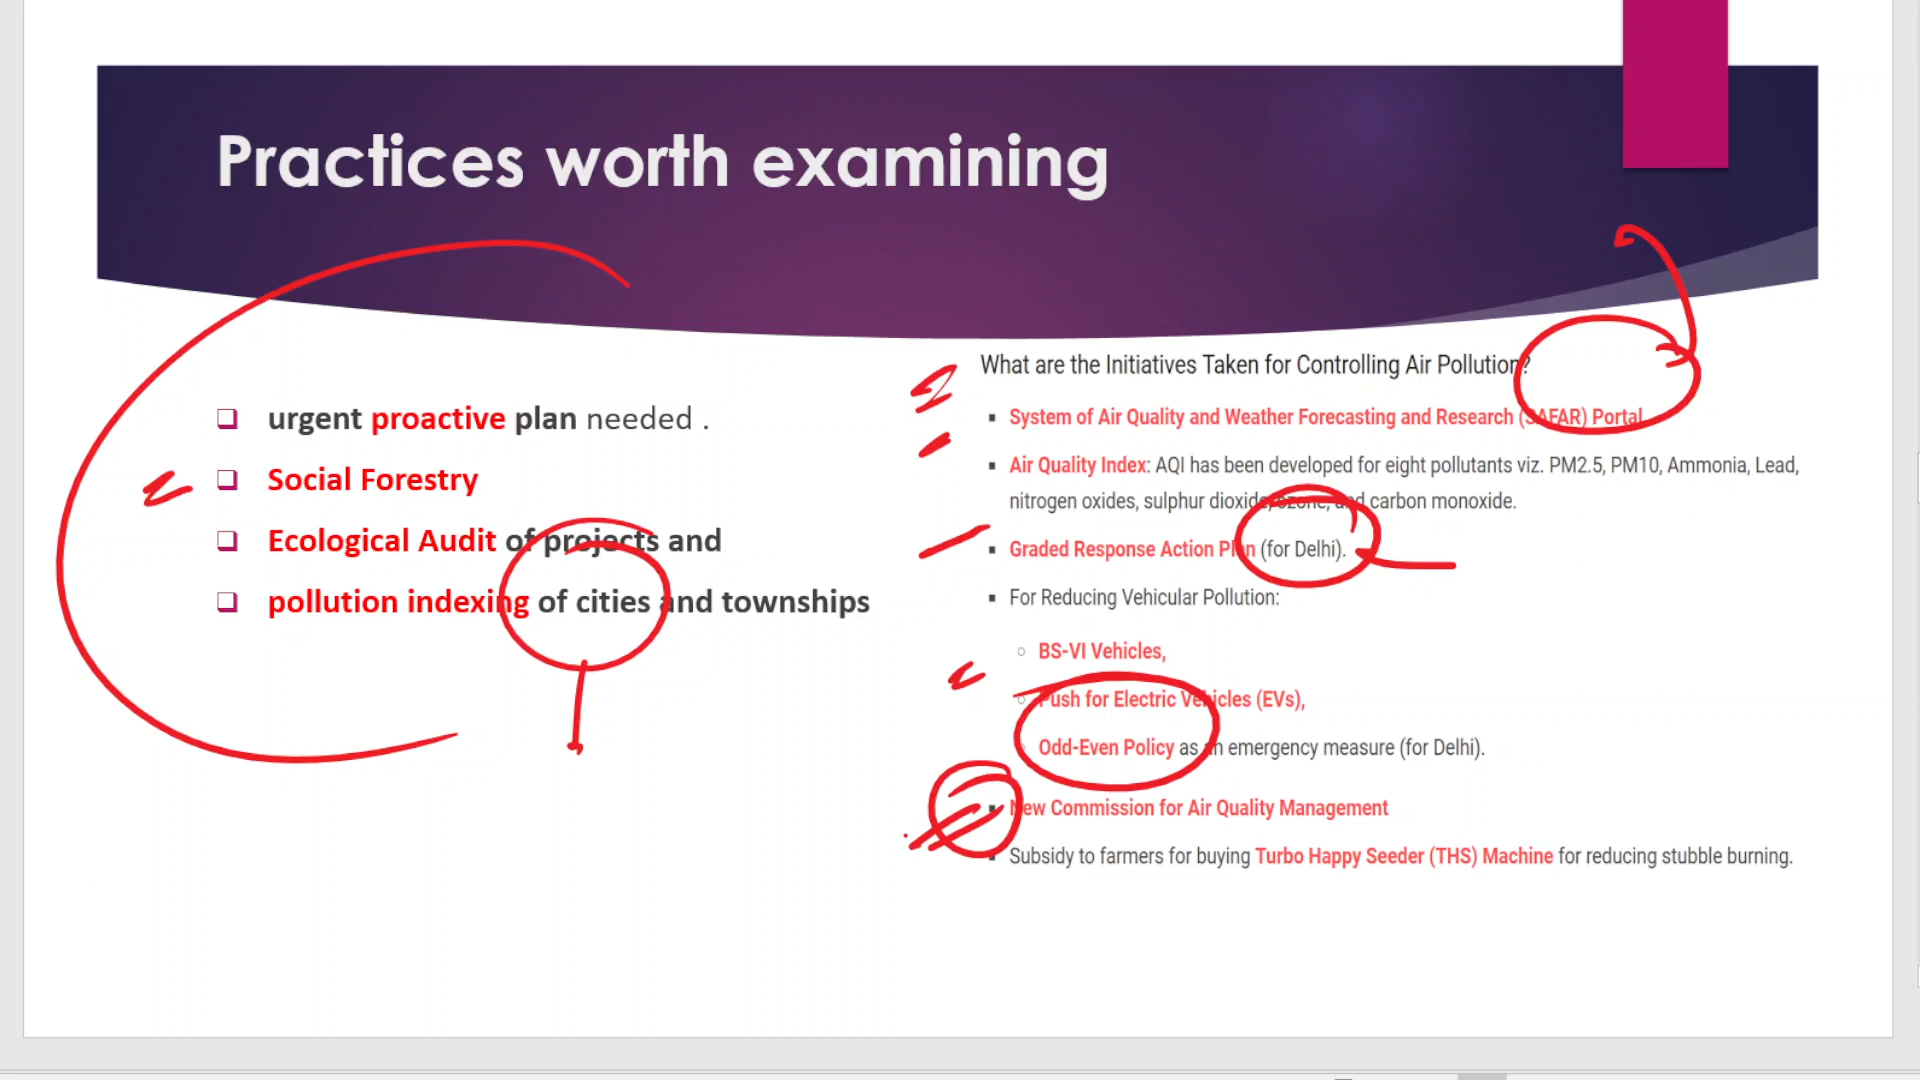 Practices worth examining
urgent proactive plan needed .
Social Forestry
Ecological Audit of projects and
pollution indexing of cities and townships
What are the Initiatives Taken for Controlling Air Pollution?
System of Air Quality and Weather Forecasting and Research (SAFAR) Portal
Air Quality Index: AQI has been developed for eight pollutants viz. PM2.5, PM10, Ammonia, Lead,
nitrogen oxides, sulphur dioxide, ozone, and carbon monoxide.
Graded Response Action Plan (for Delhi).
For Reducing Vehicular Pollution:
BS-VI Vehicles,
Push for Electric Vehicles (EVs),
Odd-Even Policy as an emergency measure (for Delhi).
New Commission for Air Quality Management
Subsidy to farmers for buying Turbo Happy Seeder (THS) Machine for reducing stubble burning.